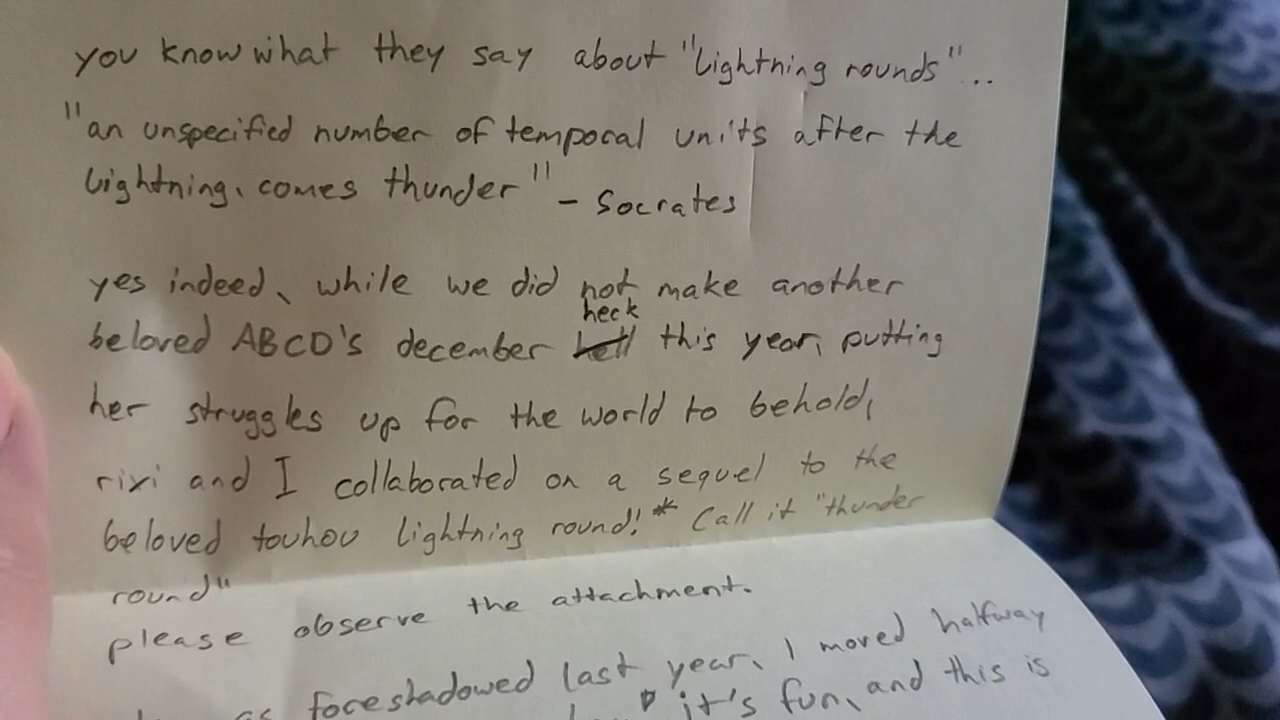 you know what they say about "lightning rounds"..
"an unspecified number of temporal units after the
lightning, comes thunder" - Socrates
yes indeed, while we did not make another
beloved ABCD's december hell heck this year, putting
her struggles up for the world to behold,
rixi and I collaborated on a sequel to the
beloved touhou lightning round!* Call it "thunder
round"
please observe the attachment.
as foreshadowed last year, I moved halfway
it's fun, and this is